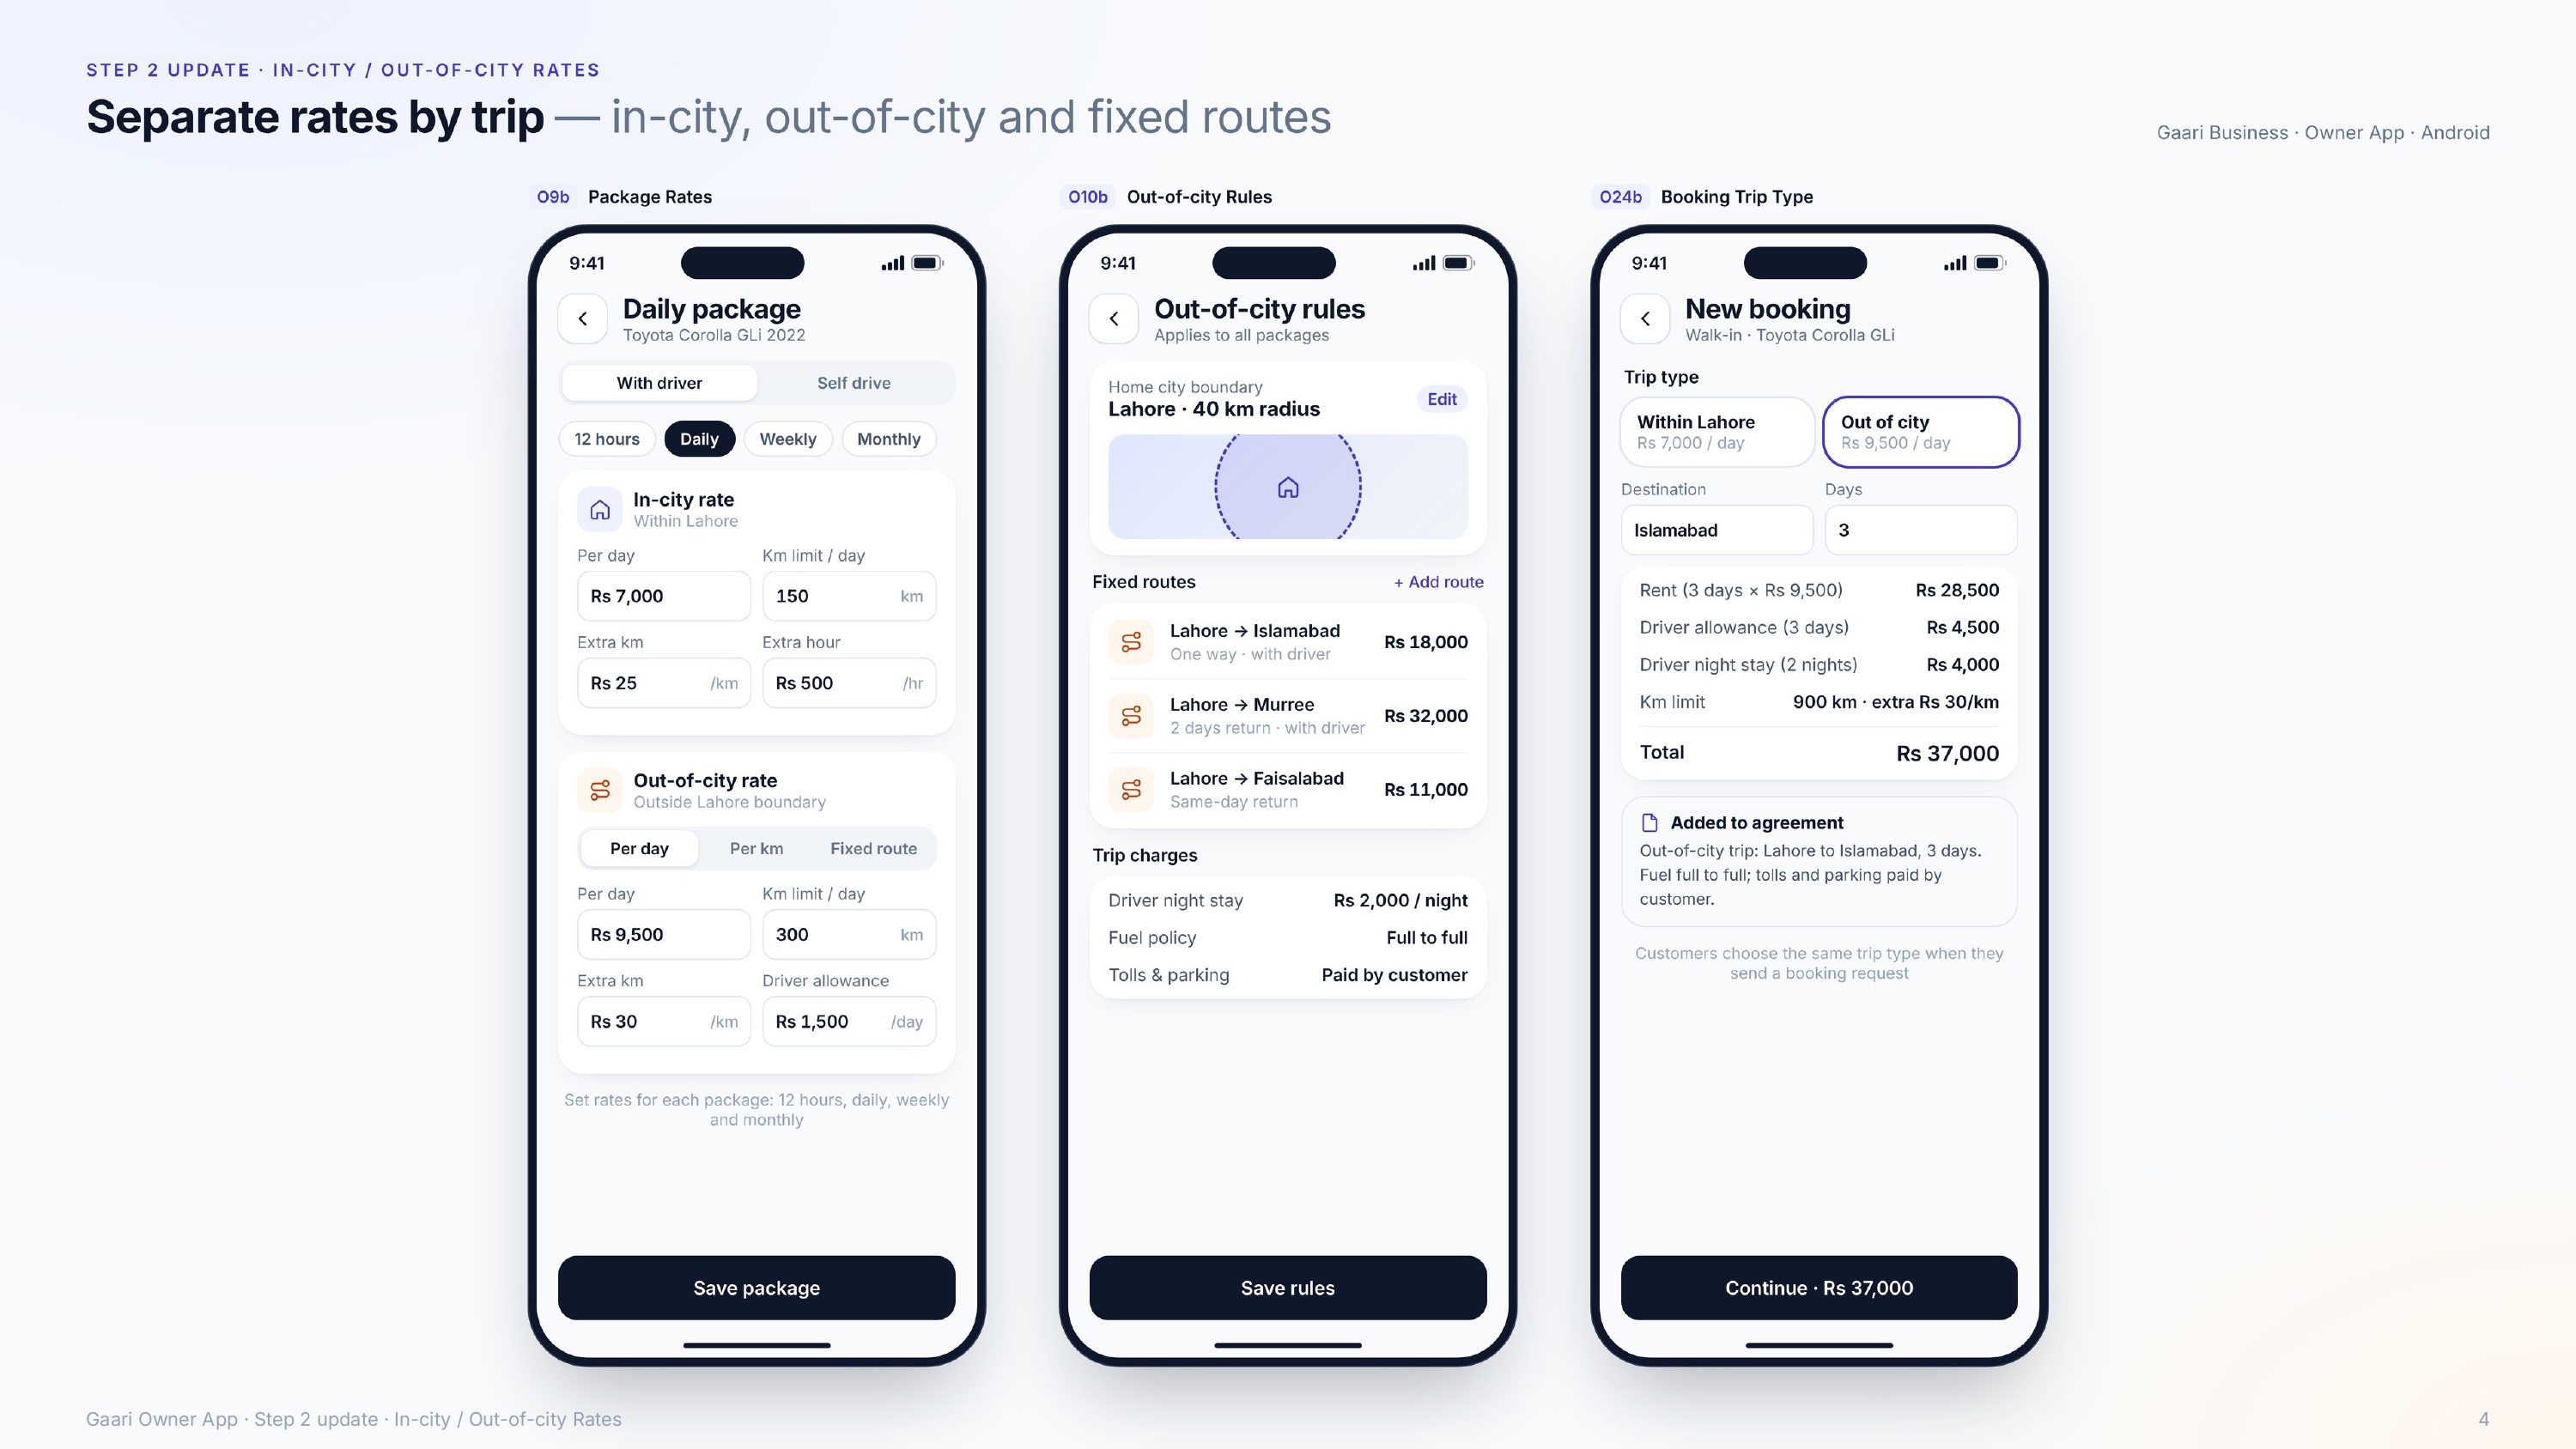 STEP 2 UPDATE · IN-CITY / OUT-OF-CITY RATES
Separate rates by trip — in-city, out-of-city and fixed routes
Gaari Business · Owner App · Android
O9b Package Rates
9:41
Daily package
Toyota Corolla GLi 2022
With driver Self drive
12 hours Daily Weekly Monthly
In-city rate
Within Lahore
Per day Km limit / day
Rs 7,000 150 km
Extra km Extra hour
Rs 25 /km Rs 500 /hr
Out-of-city rate
Outside Lahore boundary
Per day Per km Fixed route
Per day Km limit / day
Rs 9,500 300 km
Extra km Driver allowance
Rs 30 /km Rs 1,500 /day
Set rates for each package: 12 hours, daily, weekly
and monthly
Save package
O10b Out-of-city Rules
9:41
Out-of-city rules
Applies to all packages
Home city boundary
Lahore · 40 km radius
Edit
Fixed routes + Add route
Lahore → Islamabad
One way · with driver
Rs 18,000
Lahore → Murree
2 days return · with driver
Rs 32,000
Lahore → Faisalabad
Same-day return
Rs 11,000
Trip charges
Driver night stay Rs 2,000 / night
Fuel policy Full to full
Tolls & parking Paid by customer
Save rules
O24b Booking Trip Type
9:41
New booking
Walk-in · Toyota Corolla GLi
Trip type
Within Lahore Out of city
Rs 7,000 / day Rs 9,500 / day
Destination Days
Islamabad 3
Rent (3 days × Rs 9,500) Rs 28,500
Driver allowance (3 days) Rs 4,500
Driver night stay (2 nights) Rs 4,000
Km limit 900 km · extra Rs 30/km
Total Rs 37,000
Added to agreement
Out-of-city trip: Lahore to Islamabad, 3 days.
Fuel full to full; tolls and parking paid by
customer.
Customers choose the same trip type when they
send a booking request
Continue · Rs 37,000
Gaari Owner App · Step 2 update · In-city / Out-of-city Rates
4